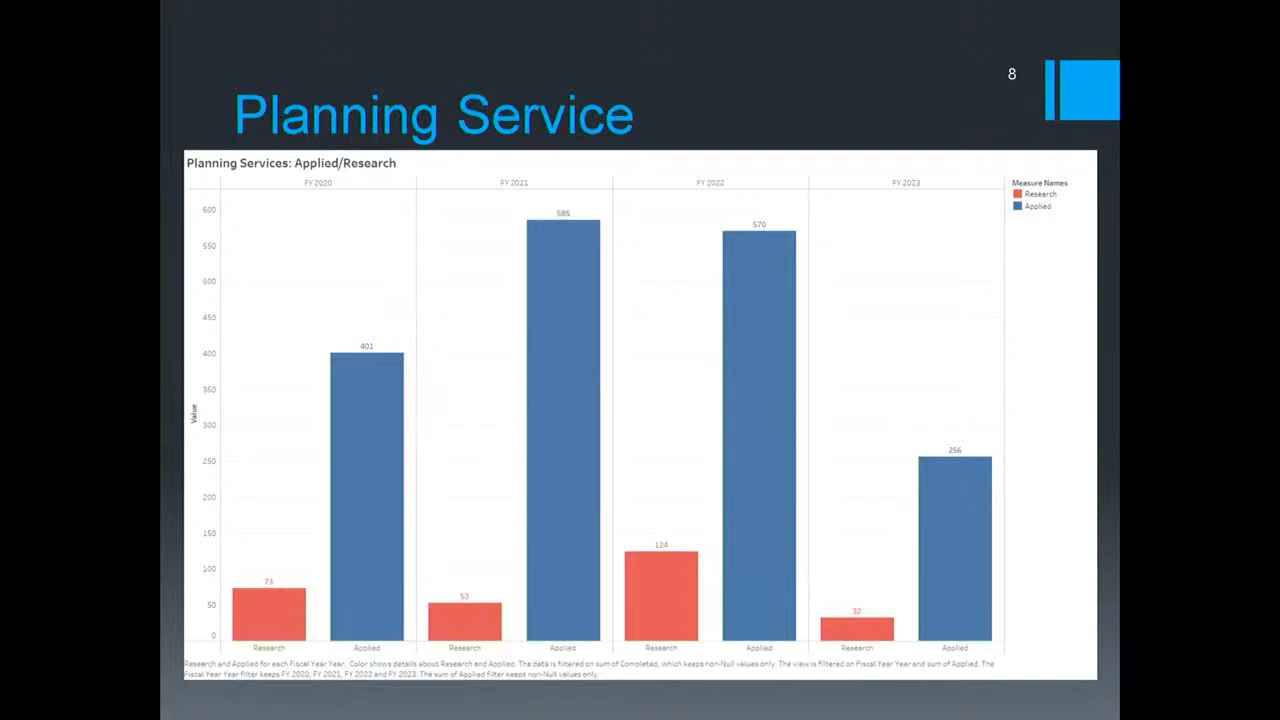 8
Planning Service
Planning Services: Applied/Research
FY 2020 FY 2021 FY 2022 FY 2023
Measure Names
Research
Applied
600
550
500
450
400
350
300
250
200
150
100
50
0
Value
73 401 53 585 124 570 32 256
Research Applied Research Applied Research Applied Research Applied
Research and Applied for each Fiscal Year Year. Color shows details about Research and Applied. The data is filtered on sum of Completed, which keeps non-Null values only. The view is filtered on Fiscal Year Year and sum of Applied. The
Fiscal Year Year filter keeps FY 2020, FY 2021, FY 2022 and FY 2023. The sum of Applied filter keeps non-Null values only.